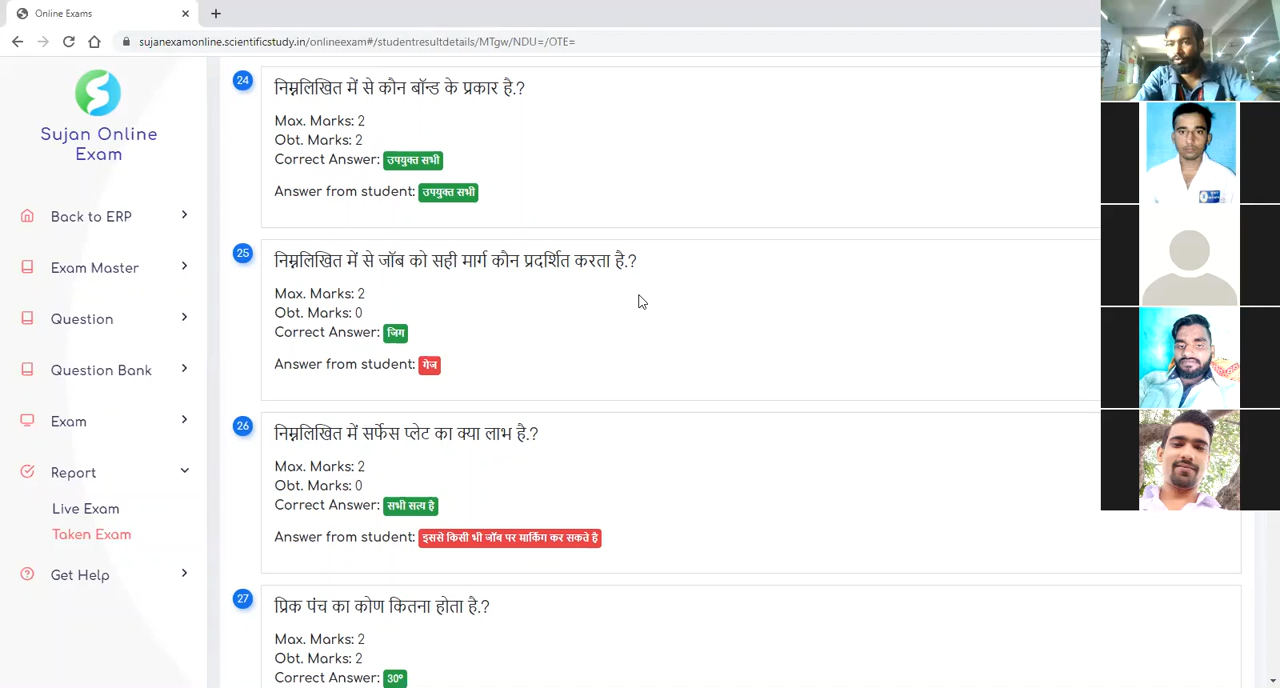 Online Exams
sujanexamonline.scientificstudy.in/onlineexam#/studentresultdetails/MTgw/NDU=/OTE=
Sujan Online
Exam
Back to ERP
Exam Master
Question
Question Bank
Exam
Report
Live Exam
Taken Exam
Get Help
24
निम्नलिखित में से कौन बॉन्ड के प्रकार है.?
Max. Marks: 2
Obt. Marks: 2
Correct Answer: उपयुक्त सभी
Answer from student: उपयुक्त सभी
25
निम्नलिखित में से जॉब को सही मार्ग कौन प्रदर्शित करता है.?
Max. Marks: 2
Obt. Marks: 0
Correct Answer: जिग
Answer from student: गेज
26
निम्नलिखित में सर्फेस प्लेट का क्या लाभ है.?
Max. Marks: 2
Obt. Marks: 0
Correct Answer: सभी सत्य है
Answer from student: इससे किसी भी जॉब पर मार्किंग कर सकते है
27
प्रिक पंच का कोण कितना होता है.?
Max. Marks: 2
Obt. Marks: 2
Correct Answer: 30°